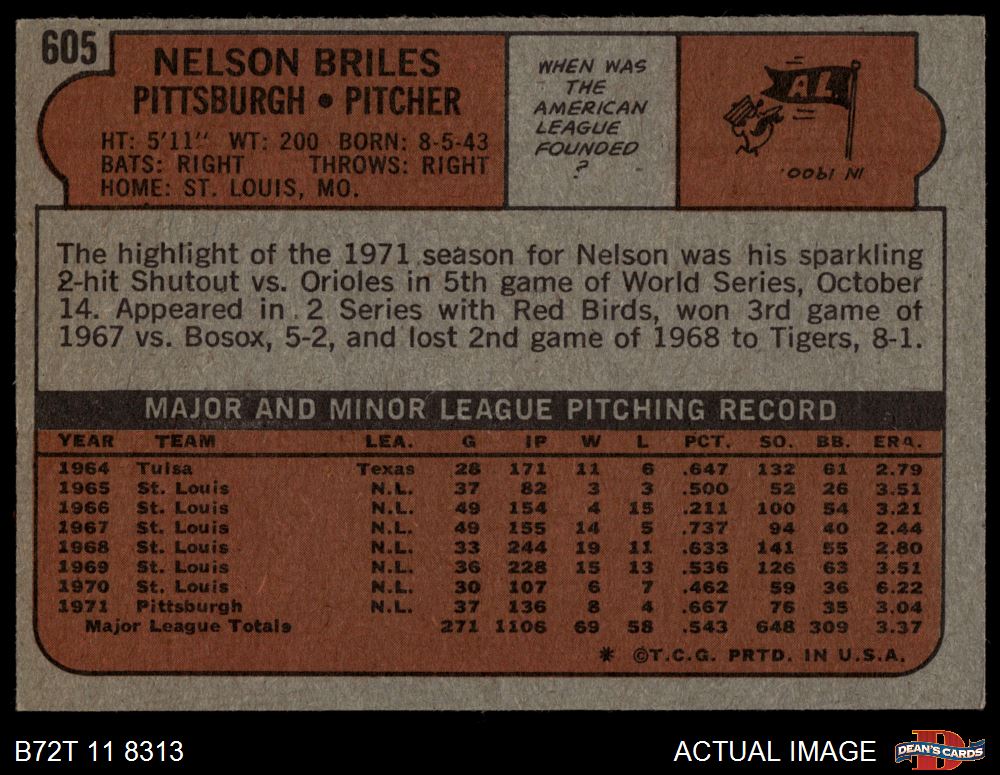 605
NELSON BRILES
PITTSBURGH • PITCHER
HT: 5'11" WT: 200 BORN: 8-5-43
BATS: RIGHT THROWS: RIGHT
HOME: ST. LOUIS, MO.
WHEN WAS
THE
AMERICAN
LEAGUE
FOUNDED
?
AL
IN 1900.
The highlight of the 1971 season for Nelson was his sparkling
2-hit Shutout vs. Orioles in 5th game of World Series, October
14. Appeared in 2 Series with Red Birds, won 3rd game of
1967 vs. Bosox, 5-2, and lost 2nd game of 1968 to Tigers, 8-1.
MAJOR AND MINOR LEAGUE PITCHING RECORD
YEAR TEAM LEA. G IP W L PCT. SO. BB. ERA.
1964 Tulsa Texas 28 171 11 6 .647 132 61 2.79
1965 St. Louis N.L. 37 82 3 3 .500 52 26 3.51
1966 St. Louis N.L. 49 154 4 15 .211 100 54 3.21
1967 St. Louis N.L. 49 155 14 5 .737 94 40 2.44
1968 St. Louis N.L. 33 244 19 11 .633 141 55 2.80
1969 St. Louis N.L. 36 228 15 13 .536 126 63 3.51
1970 St. Louis N.L. 30 107 6 7 .462 59 36 6.22
1971 Pittsburgh N.L. 37 136 8 4 .667 76 35 3.04
Major League Totals 271 1106 69 58 .543 648 309 3.37
* ©T.C.G. PRTD. IN U.S.A.
B72T 11 8313
ACTUAL IMAGE
DEAN'S CARDS